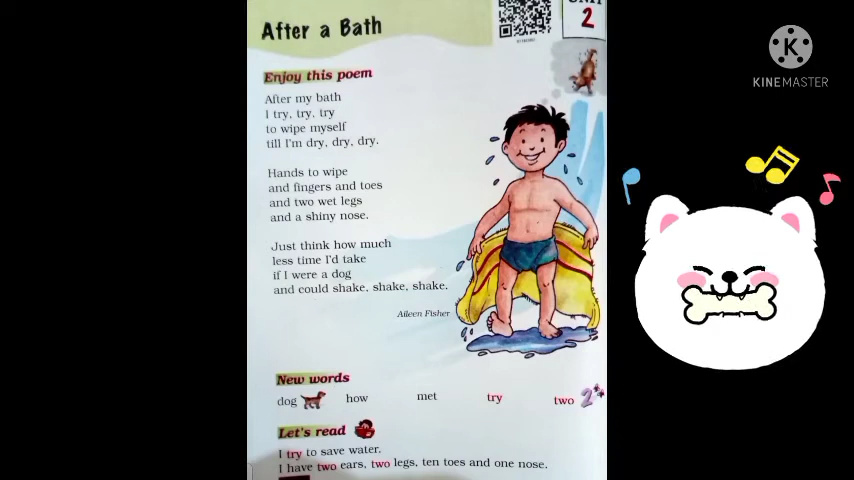 After a Bath
2
Enjoy this poem
After my bath
I try, try, try
to wipe myself
till I'm dry, dry, dry.
Hands to wipe
and fingers and toes
and two wet legs
and a shiny nose.
Just think how much
less time I'd take
if I were a dog
and could shake, shake, shake.
Aileen Fisher
New words
dog how met try two 2
Let's read
I try to save water.
I have two ears, two legs, ten toes and one nose.
K
KINEMASTER